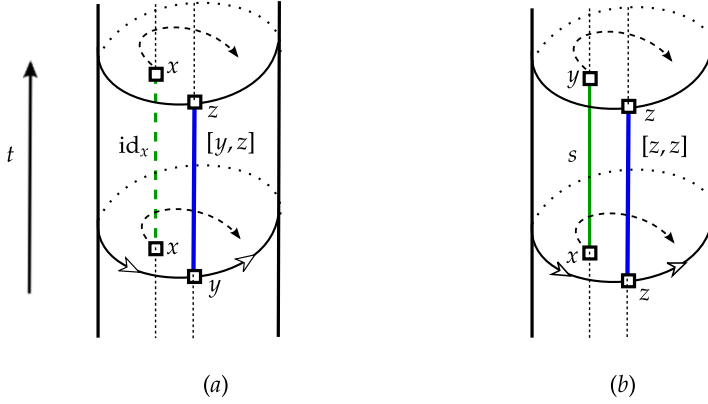 x y
z z
t id_x [y, z] s [z, z]
x x
y z
(a) (b)